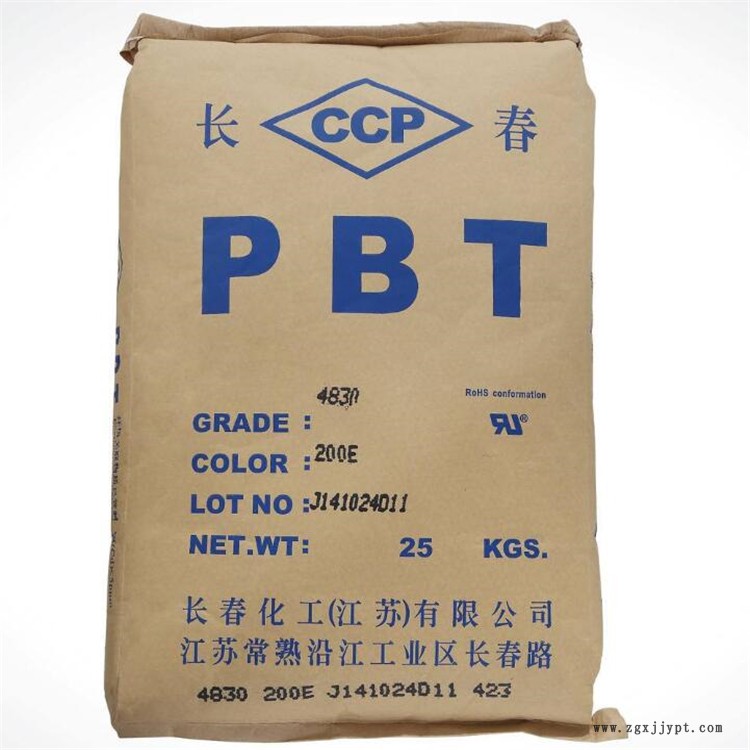 长 CCP 春
PBT
4830
RoHS conformation
GRADE :
COLOR : 200E
LOT NO : J141024D11
NET.WT: 25 KGS.
长春化工(江苏)有限公司
江苏常熟沿江工业区长春路
4830 200E J141024D11 423
www.zgxjjypt.com